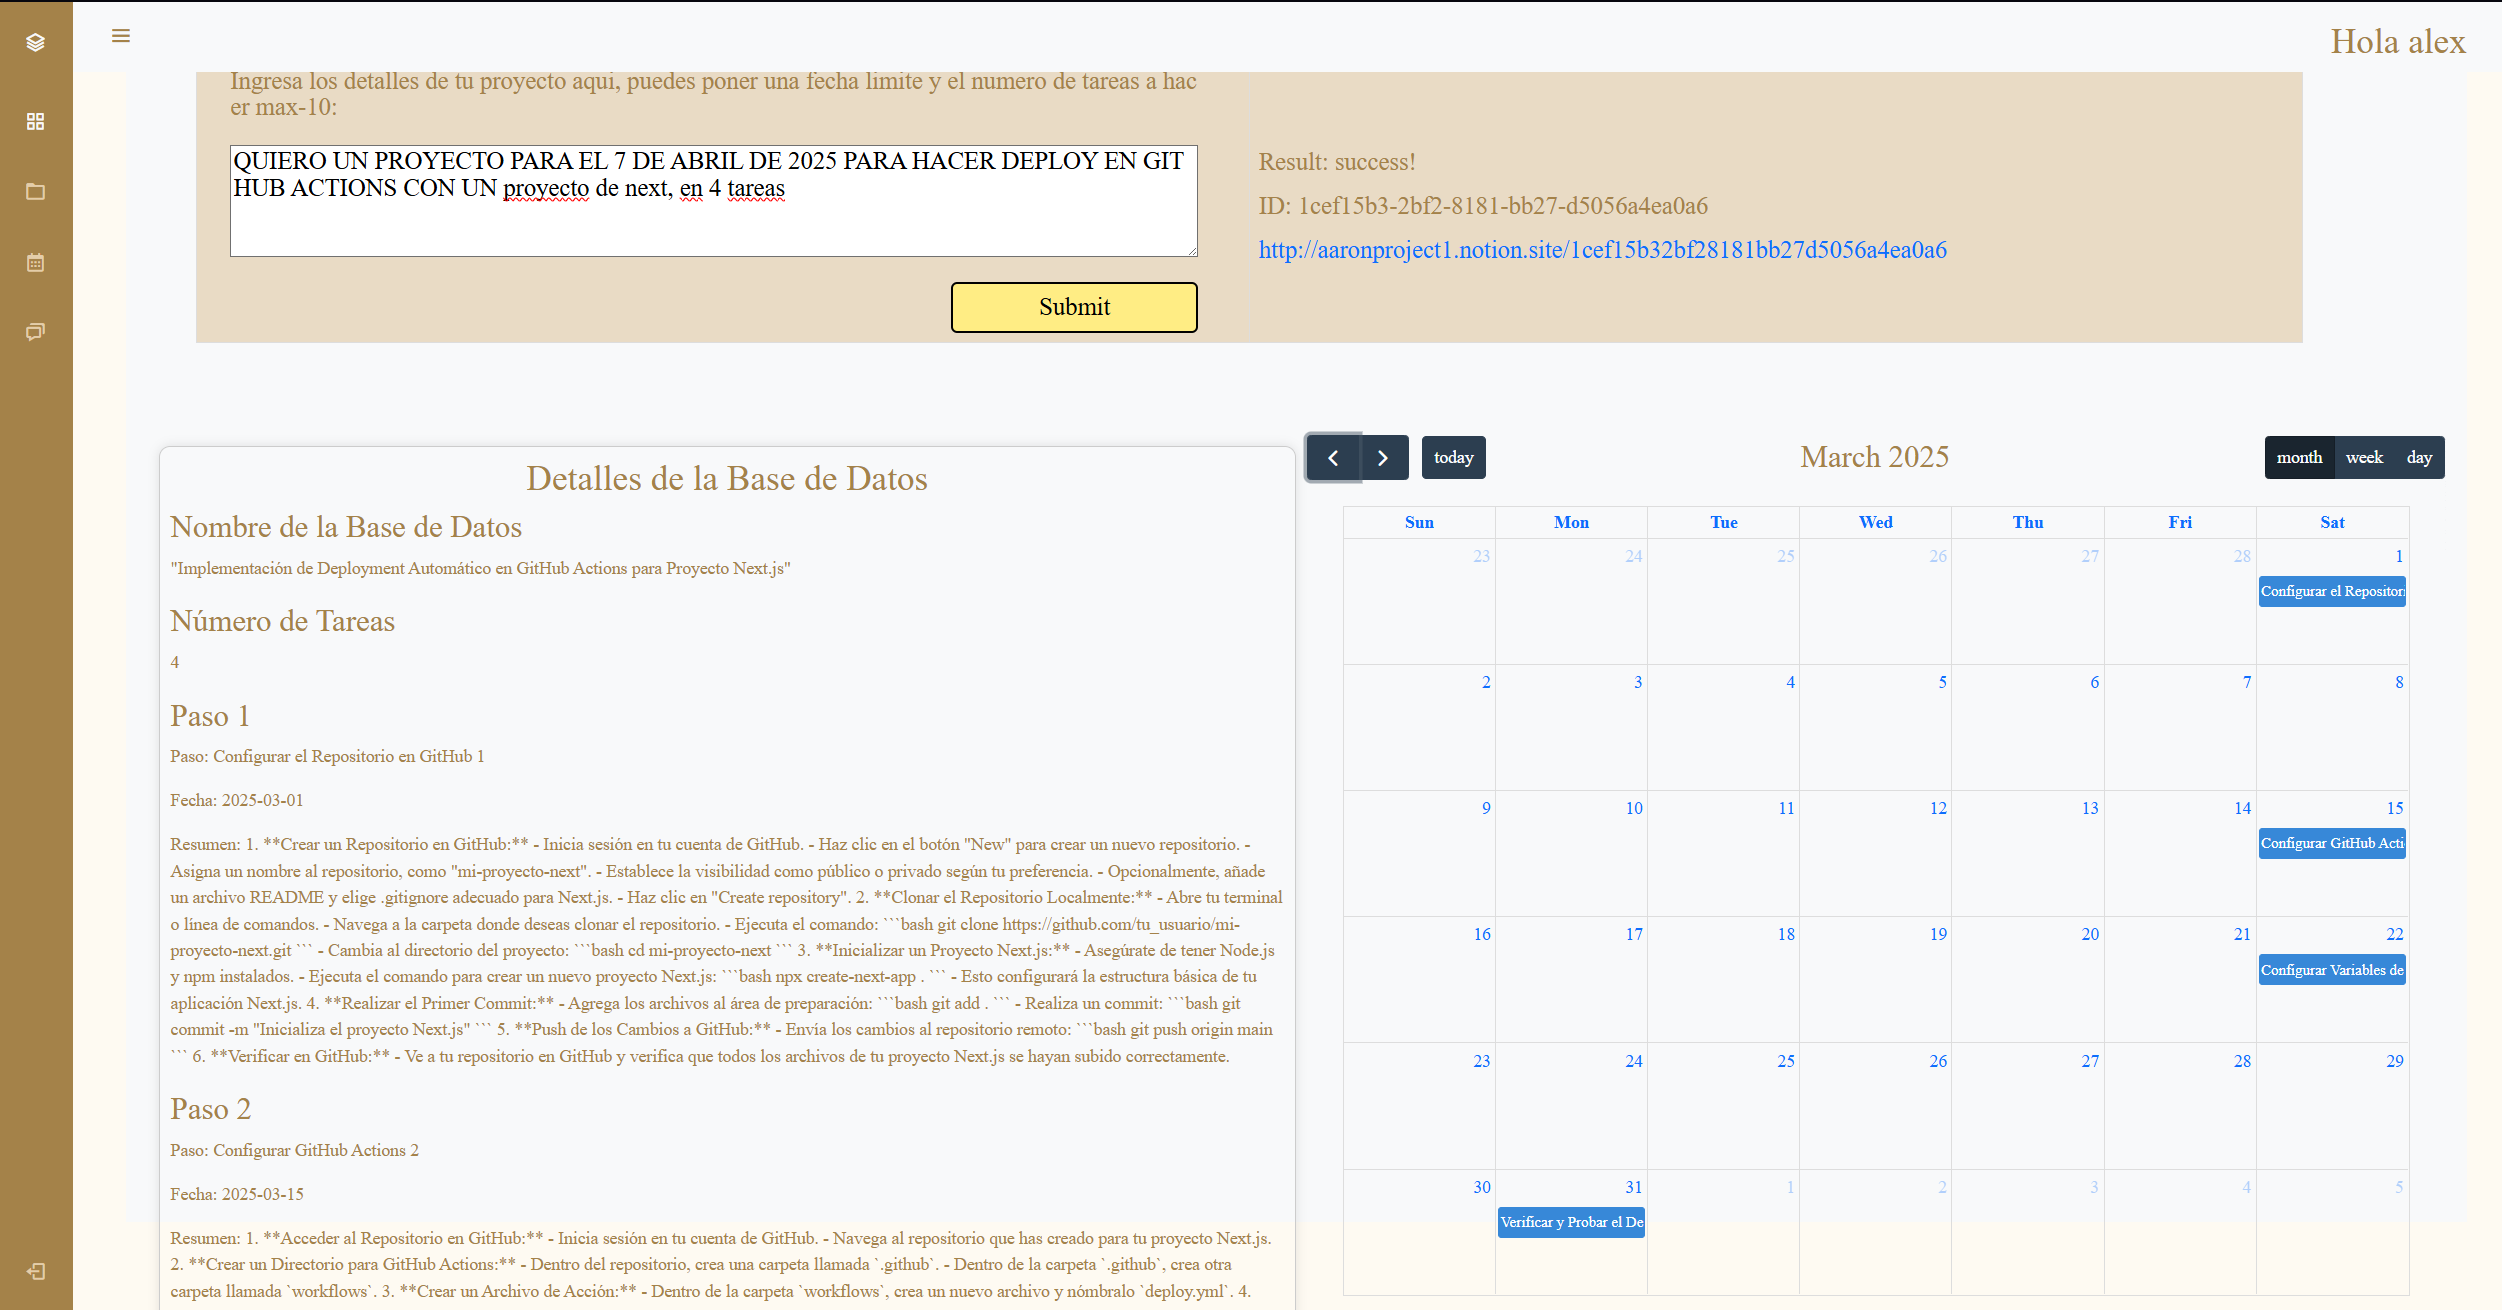 Hola alex
Ingresa los detalles de tu proyecto aqui, puedes poner una fecha limite y el numero de tareas a hac
er max-10:
QUIERO UN PROYECTO PARA EL 7 DE ABRIL DE 2025 PARA HACER DEPLOY EN GIT
HUB ACTIONS CON UN proyecto de next, en 4 tareas
Submit
Result: success!
ID: 1cef15b3-2bf2-8181-bb27-d5056a4ea0a6
http://aaronproject1.notion.site/1cef15b32bf28181bb27d5056a4ea0a6
Detalles de la Base de Datos
Nombre de la Base de Datos
"Implementación de Deployment Automático en GitHub Actions para Proyecto Next.js"
Número de Tareas
4
Paso 1
Paso: Configurar el Repositorio en GitHub 1
Fecha: 2025-03-01
Resumen: 1. **Crear un Repositorio en GitHub:** - Inicia sesión en tu cuenta de GitHub. - Haz clic en el botón "New" para crear un nuevo repositorio. -
Asigna un nombre al repositorio, como "mi-proyecto-next". - Establece la visibilidad como público o privado según tu preferencia. - Opcionalmente, añade
un archivo README y elige .gitignore adecuado para Next.js. - Haz clic en "Create repository". 2. **Clonar el Repositorio Localmente:** - Abre tu terminal
o línea de comandos. - Navega a la carpeta donde deseas clonar el repositorio. - Ejecuta el comando: ```bash git clone https://github.com/tu_usuario/mi-
proyecto-next.git ``` - Cambia al directorio del proyecto: ```bash cd mi-proyecto-next ``` 3. **Inicializar un Proyecto Next.js:** - Asegúrate de tener Node.js
y npm instalados. - Ejecuta el comando para crear un nuevo proyecto Next.js: ```bash npx create-next-app . ``` - Esto configurará la estructura básica de tu
aplicación Next.js. 4. **Realizar el Primer Commit:** - Agrega los archivos al área de preparación: ```bash git add . ``` - Realiza un commit: ```bash git
commit -m "Inicializa el proyecto Next.js" ``` 5. **Push de los Cambios a GitHub:** - Envía los cambios al repositorio remoto: ```bash git push origin main
``` 6. **Verificar en GitHub:** - Ve a tu repositorio en GitHub y verifica que todos los archivos de tu proyecto Next.js se hayan subido correctamente.
Paso 2
Paso: Configurar GitHub Actions 2
Fecha: 2025-03-15
Resumen: 1. **Acceder al Repositorio en GitHub:** - Inicia sesión en tu cuenta de GitHub. - Navega al repositorio que has creado para tu proyecto Next.js.
2. **Crear un Directorio para GitHub Actions:** - Dentro del repositorio, crea una carpeta llamada `.github`. - Dentro de la carpeta `.github`, crea otra
carpeta llamada `workflows`. 3. **Crear un Archivo de Acción:** - Dentro de la carpeta `workflows`, crea un nuevo archivo y nómbralo `deploy.yml`. 4.
today
March 2025
month week day
Sun Mon Tue Wed Thu Fri Sat
23 24 25 26 27 28 1
Configurar el Repositori
2 3 4 5 6 7 8
9 10 11 12 13 14 15
Configurar GitHub Acti
16 17 18 19 20 21 22
Configurar Variables de
23 24 25 26 27 28 29
30 31 1 2 3 4 5
Verificar y Probar el De